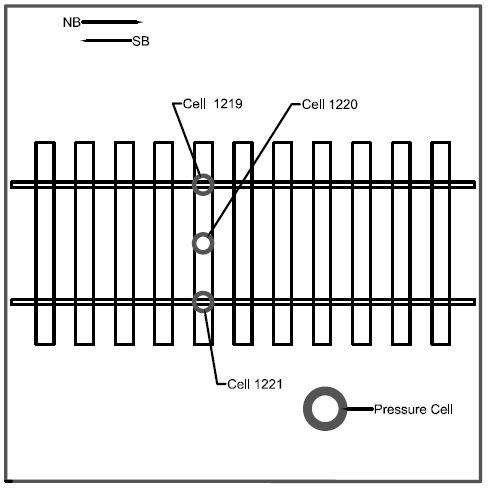 NB
SB
Cell 1219
Cell 1220
Cell 1221
Pressure Cell